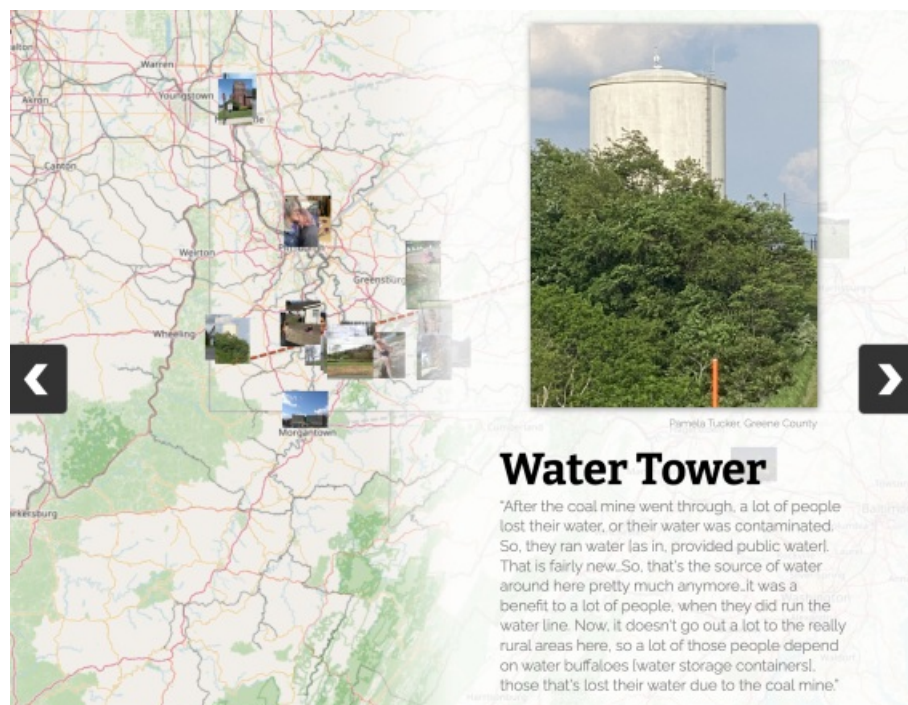 Warren
Youngstown
Akron
Canton
Weirton
Greensburg
Wheeling
Morgantown
Pamela Tucker, Greene County
Water Tower
“After the coal mine went through, a lot of people
lost their water, or their water was contaminated.
So, they ran water [as in, provided public water].
That is fairly new...So, that's the source of water
around here pretty much anymore...it was a
benefit to a lot of people, when they did run the
water line. Now, it doesn't go out a lot to the really
rural areas here, so a lot of those people depend
on water buffaloes [water storage containers],
those that's lost their water due to the coal mine.”